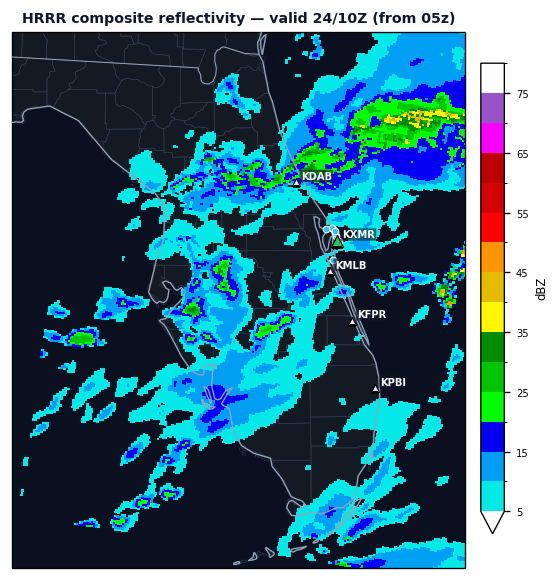 HRRR composite reflectivity — valid 24/10Z (from 05z)
KDAB
KXMR
KMLB
KFPR
KPBI
75
65
55
45
35
25
15
5
dBZ